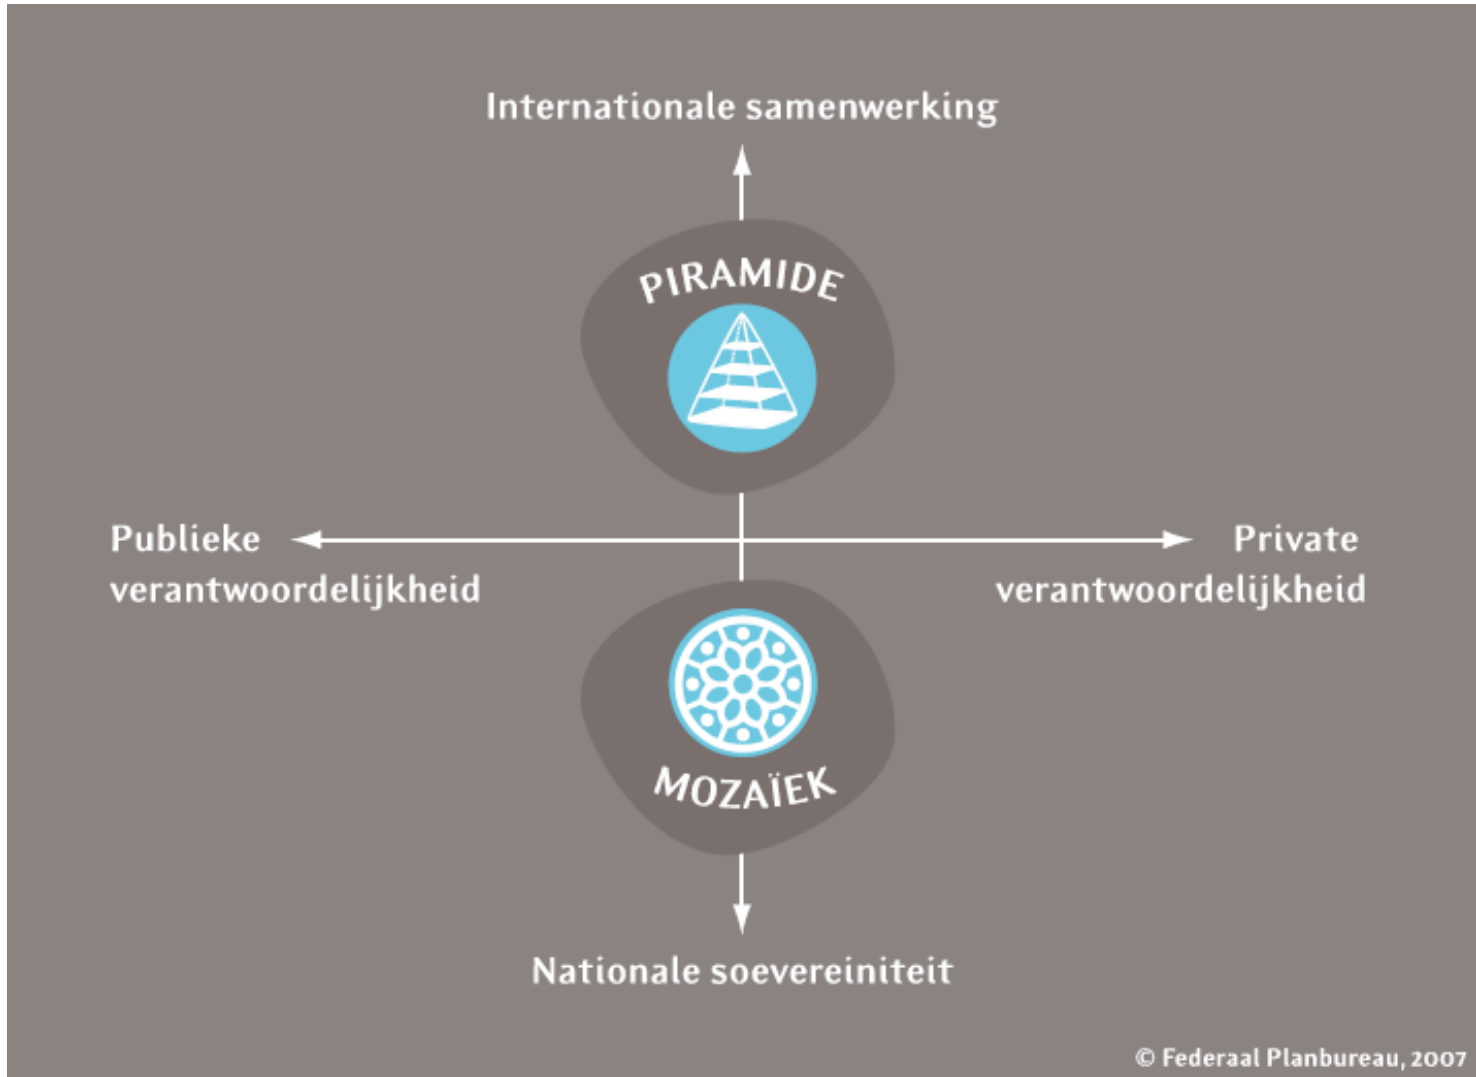 Internationale samenwerking
PIRAMIDE
Publieke
verantwoordelijkheid
Private
verantwoordelijkheid
MOZAÏEK
Nationale soevereiniteit
© Federaal Planbureau, 2007